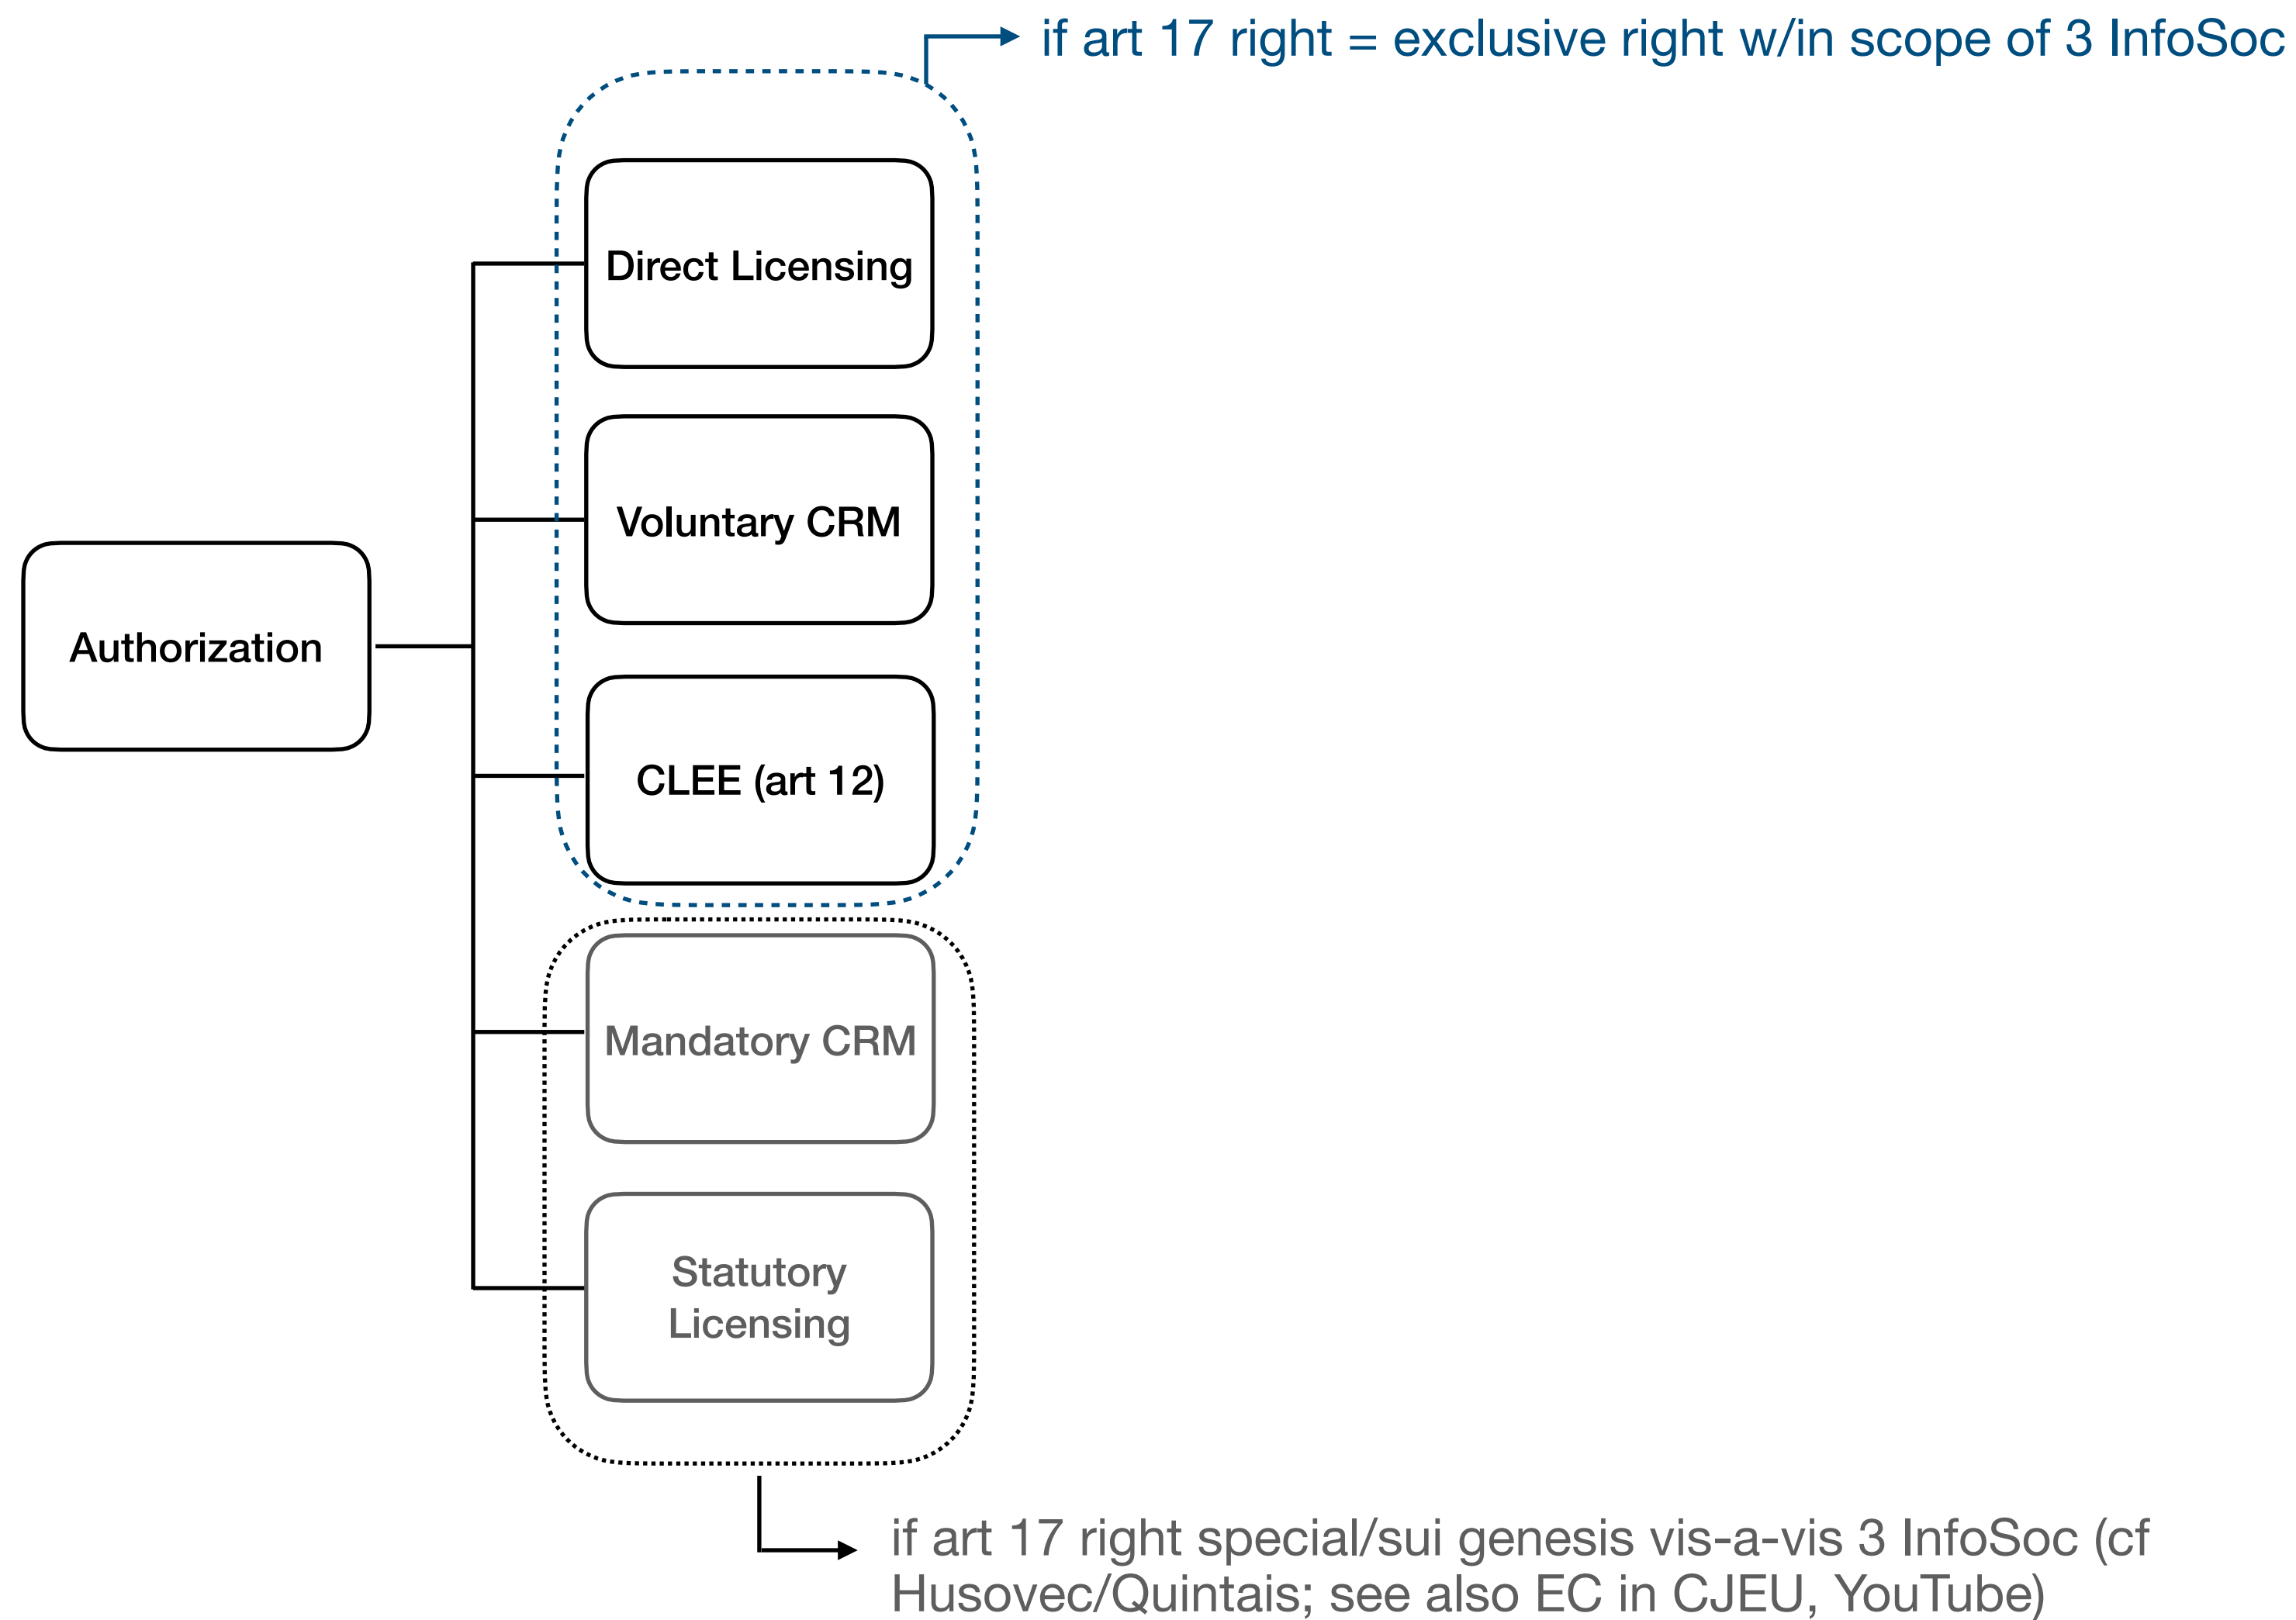 if art 17 right = exclusive right w/in scope of 3 InfoSoc
Direct Licensing
Voluntary CRM
Authorization
CLEE (art 12)
Mandatory CRM
Statutory
Licensing
if art 17 right special/sui genesis vis-a-vis 3 InfoSoc (cf
Husovec/Quintais; see also EC in CJEU, YouTube)